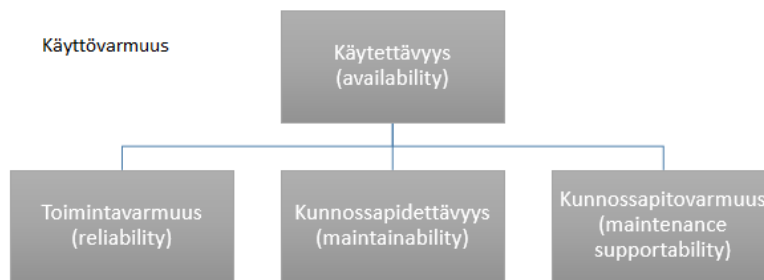 Käyttövarmuus
Käytettävyys
(availability)
Toimintavarmuus
(reliability)
Kunnossapidettävyys
(maintainability)
Kunnossapitovarmuus
(maintenance
supportability)